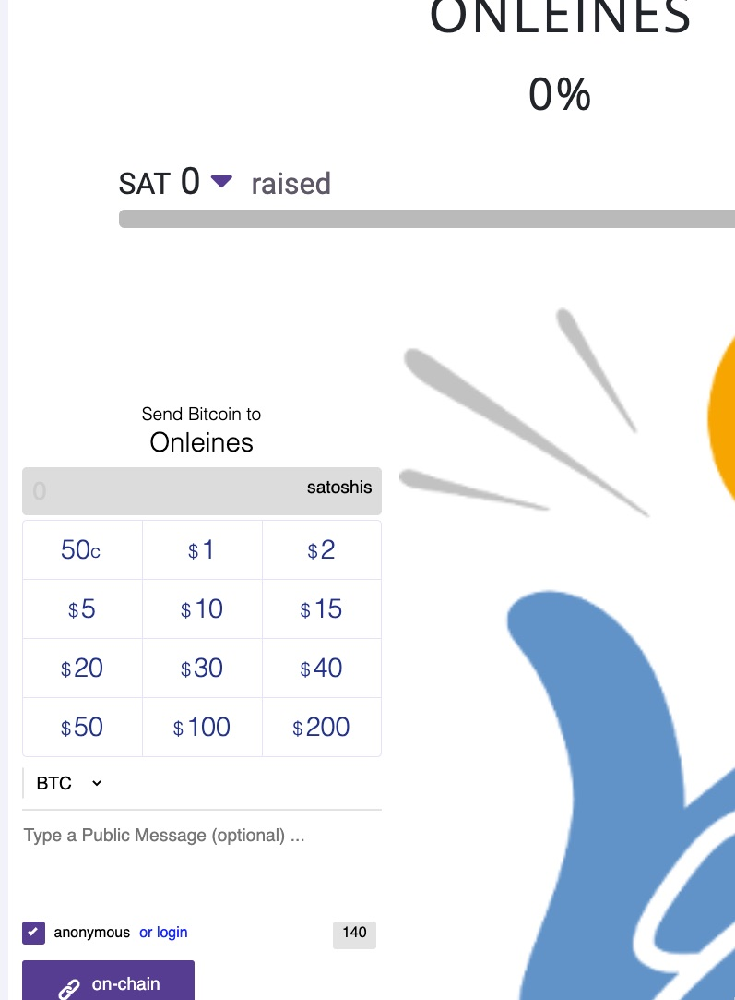 ONLEINES
0%
SAT 0 raised
Send Bitcoin to
Onleines
0 satoshis
50c $1 $2
$5 $10 $15
$20 $30 $40
$50 $100 $200
BTC
Type a Public Message (optional) ...
anonymous or login 140
on-chain